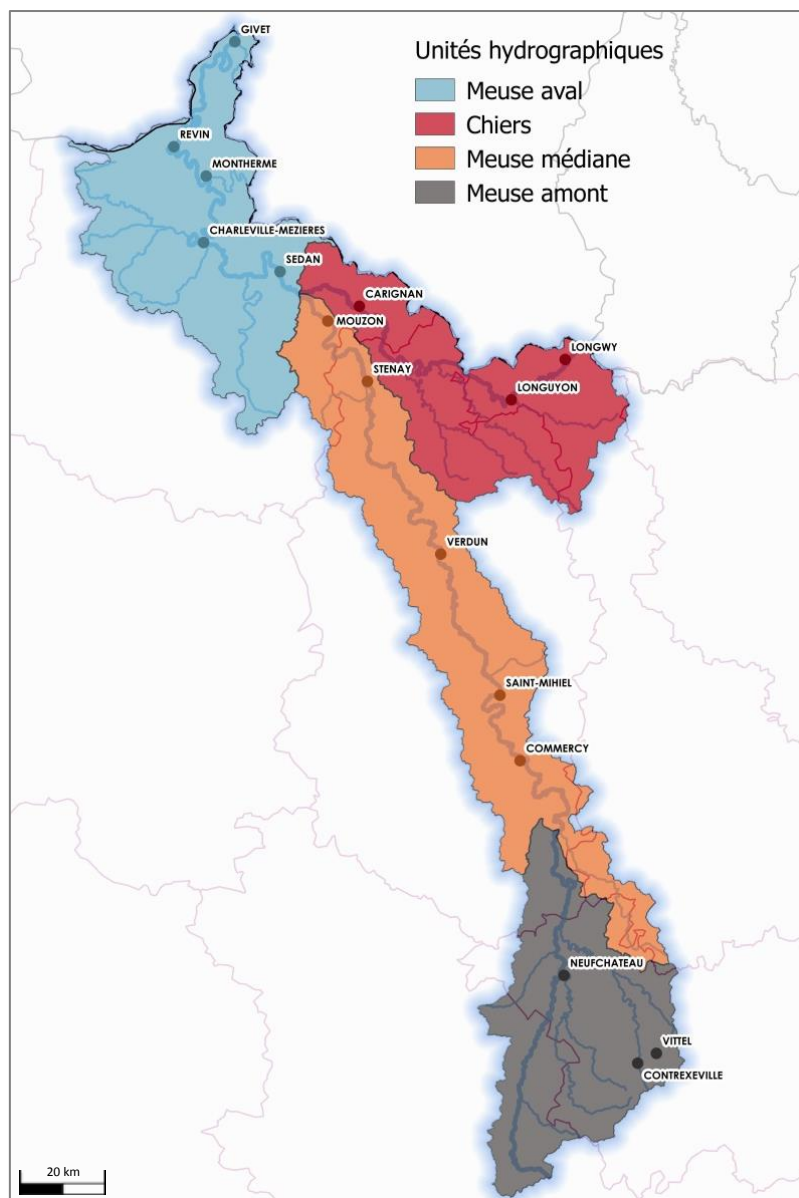 GIVET
Unités hydrographiques
Meuse aval
Chiers
Meuse médiane
Meuse amont
REVIN
MONTHERME
CHARLEVILLE-MEZIERES
SEDAN
CARIGNAN
MOUZON
LONGWY
STENAY
LONGUYON
VERDUN
SAINT-MIHIEL
COMMERCY
NEUFCHATEAU
VITTEL
CONTREXEVILLE
20 km